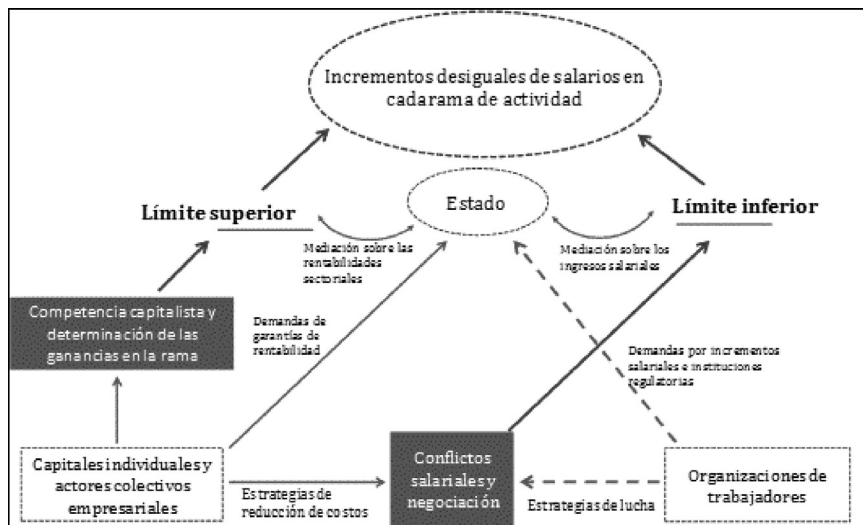 Incrementos desiguales de salarios en
cadarama de actividad
Límite superior
Estado
Límite inferior
Mediación sobre las
rentabilidades
sectoriales
Mediación sobre los
ingresos salariales
Competencia capitalista y
determinación de las
ganancias en la rama
Demandas de
garantías de
rentabilidad
Demandas por incrementos
salariales e instituciones
regulatorias
Capitales individuales y
actores colectivos
empresariales
Estrategias de
reducción de costos
Conflictos
salariales y
negociación
Estrategias de lucha
Organizaciones de
trabajadores